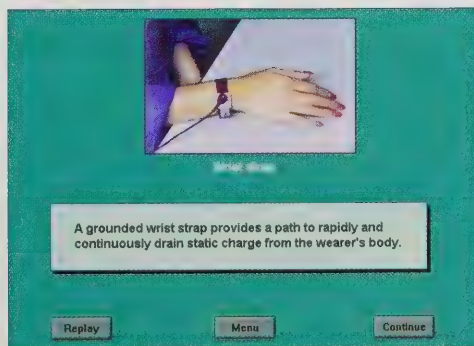 A grounded wrist strap provides a path to rapidly and
continuously drain static charge from the wearer's body.
Replay Menu Continue